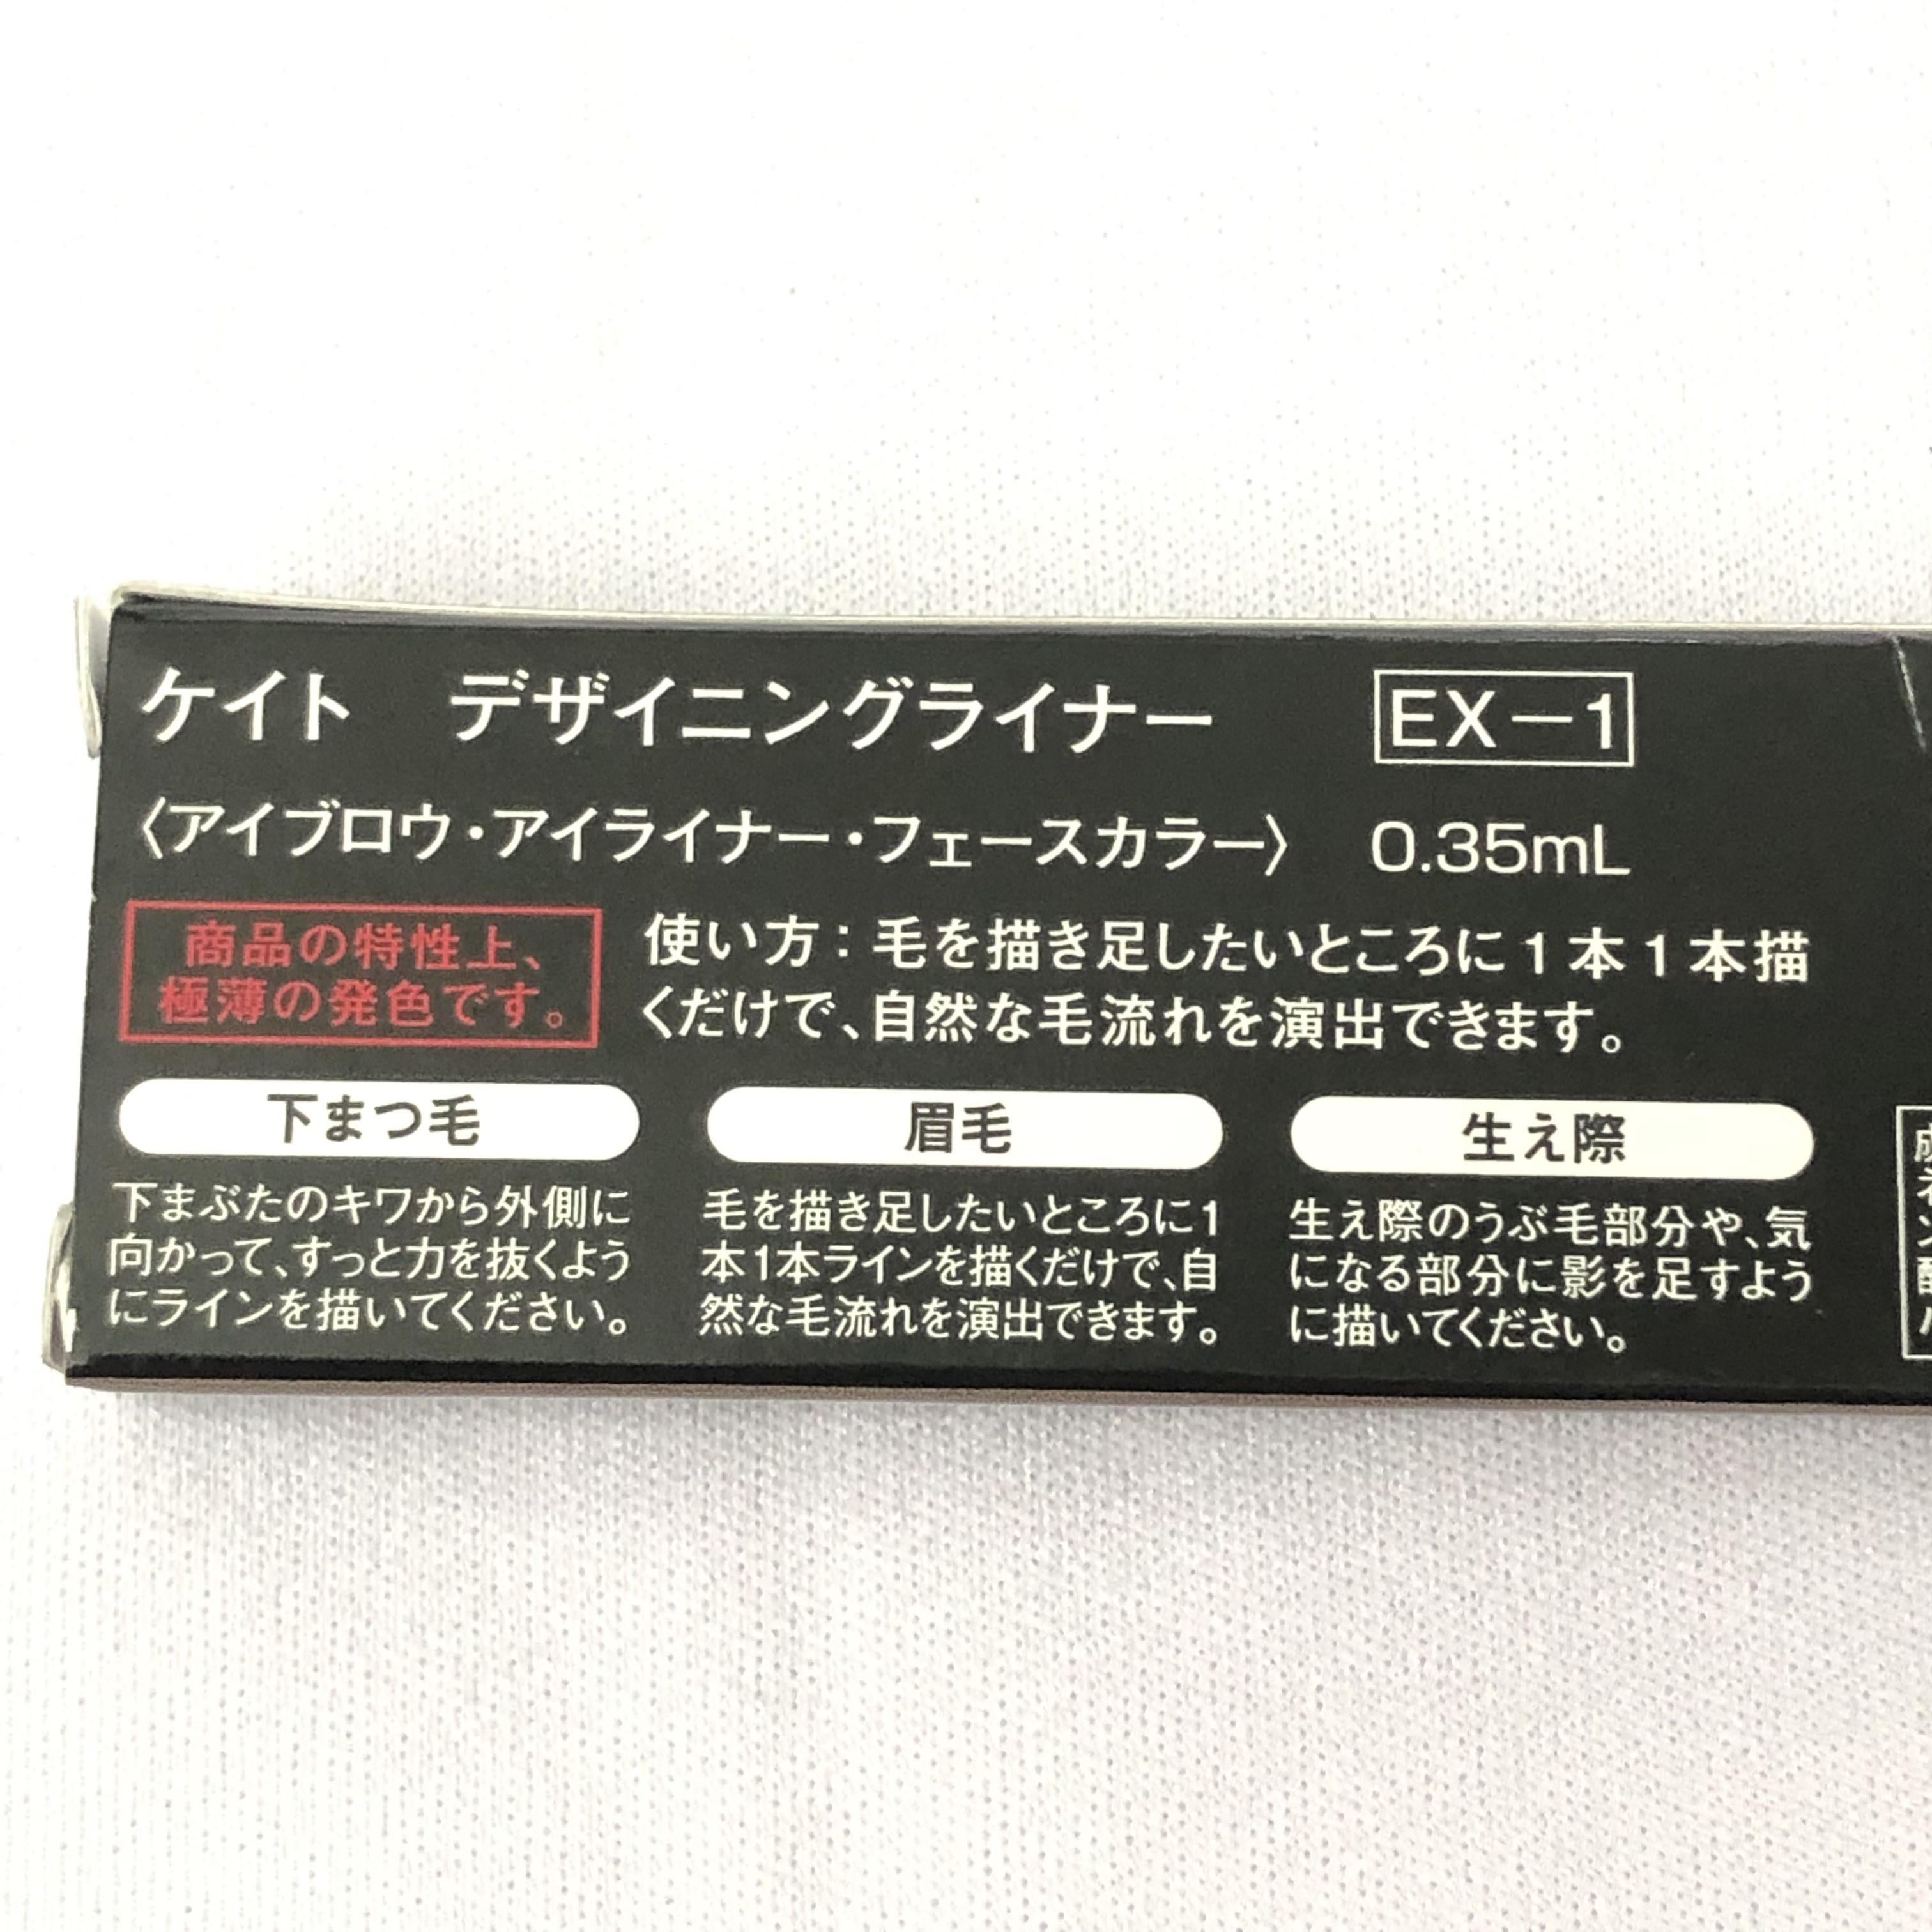 ケイト　デザイニングライナー　EX－1
〈アイブロウ・アイライナー・フェースカラー〉　0.35mL
商品の特性上、
極薄の発色です。
使い方：毛を描き足したいところに1本1本描
くだけで、自然な毛流れを演出できます。
下まつ毛
下まぶたのキワから外側に
向かって、すっと力を抜くよう
にラインを描いてください。
眉毛
毛を描き足したいところに1
本1本ラインを描くだけで、自
然な毛流れを演出できます。
生え際
生え際のうぶ毛部分や、気
になる部分に影を足すよう
に描いてください。